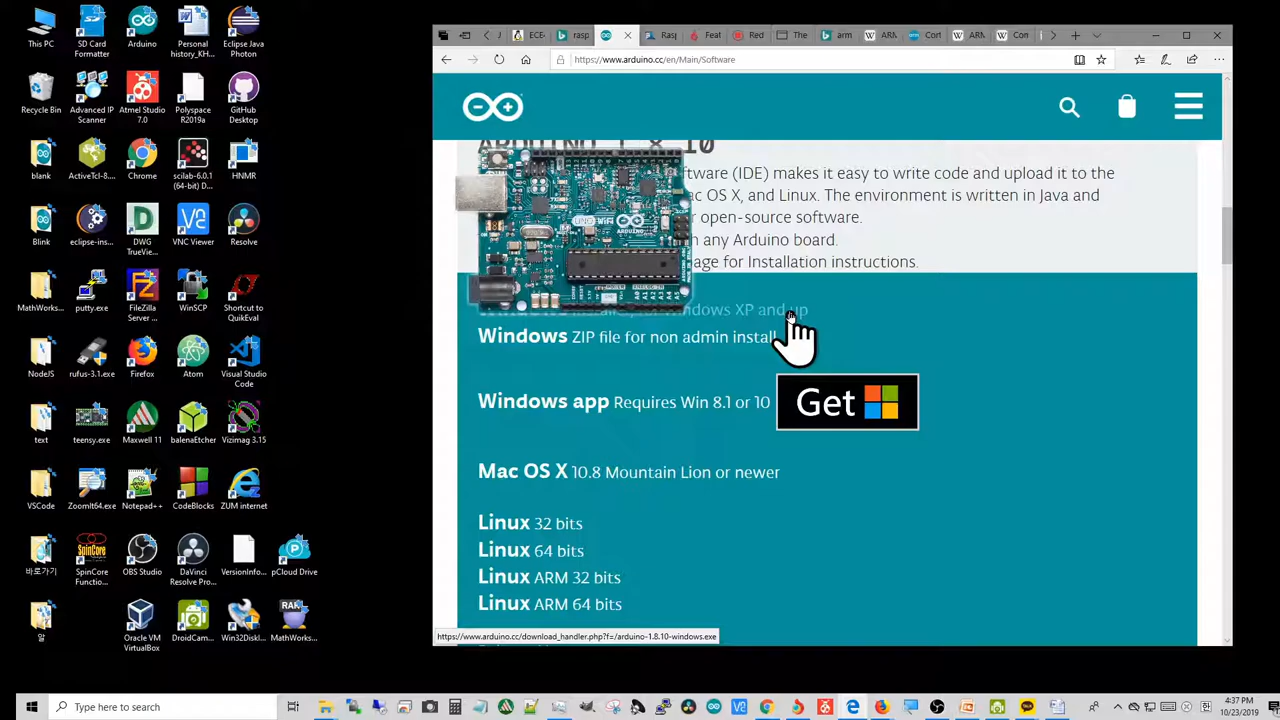 This PC
SD Card Formatter
Arduino
Personal history_KH...
Eclipse Java Photon
Recycle Bin
Advanced IP Scanner
Atmel Studio 7.0
Polyspace R2019a
GitHub Desktop
blank
ActiveTcl-8....
Chrome
scilab-6.0.1 (64-bit) D...
HNMR
Blink
eclipse-ins...
DWG TrueView...
VNC Viewer
Resolve
MathWorks...
putty.exe
FileZilla Server ...
WinSCP
Shortcut to QuikEval
NodeJS
rufus-3.1.exe
Firefox
Atom
Visual Studio Code
text
teensy.exe
Maxwell 11
balenaEtcher
Vizimag 3.15
VSCode
ZoomIt64.exe
Notepad++
CodeBlocks
ZUM internet
바로가기
SpinCore Functio...
OBS Studio
DaVinci Resolve Pro...
VersionInfo...
pCloud Drive
알
Oracle VM VirtualBox
DroidCam...
Win32Diskl...
MathWorks...
ECE
rasp
Rasp
Feat
Red
The
arm
ARM
Cort
ARM
Con
https://www.arduino.cc/en/Main/Software
ftware (IDE) makes it easy to write code and upload it to the
ac OS X, and Linux. The environment is written in Java and
r open-source software.
n any Arduino board.
age for Installation instructions.
ndows XP and up
Windows ZIP file for non admin install
Windows app Requires Win 8.1 or 10
Get
Mac OS X 10.8 Mountain Lion or newer
Linux 32 bits
Linux 64 bits
Linux ARM 32 bits
Linux ARM 64 bits
https://www.arduino.cc/download_handler.php?f=/arduino-1.8.10-windows.exe
Type here to search
4:37 PM
10/23/2019